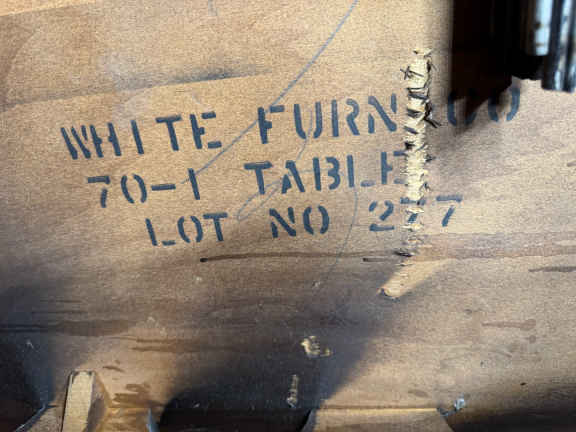 WHITE FURN CO
70-1 TABLE
LOT NO 277